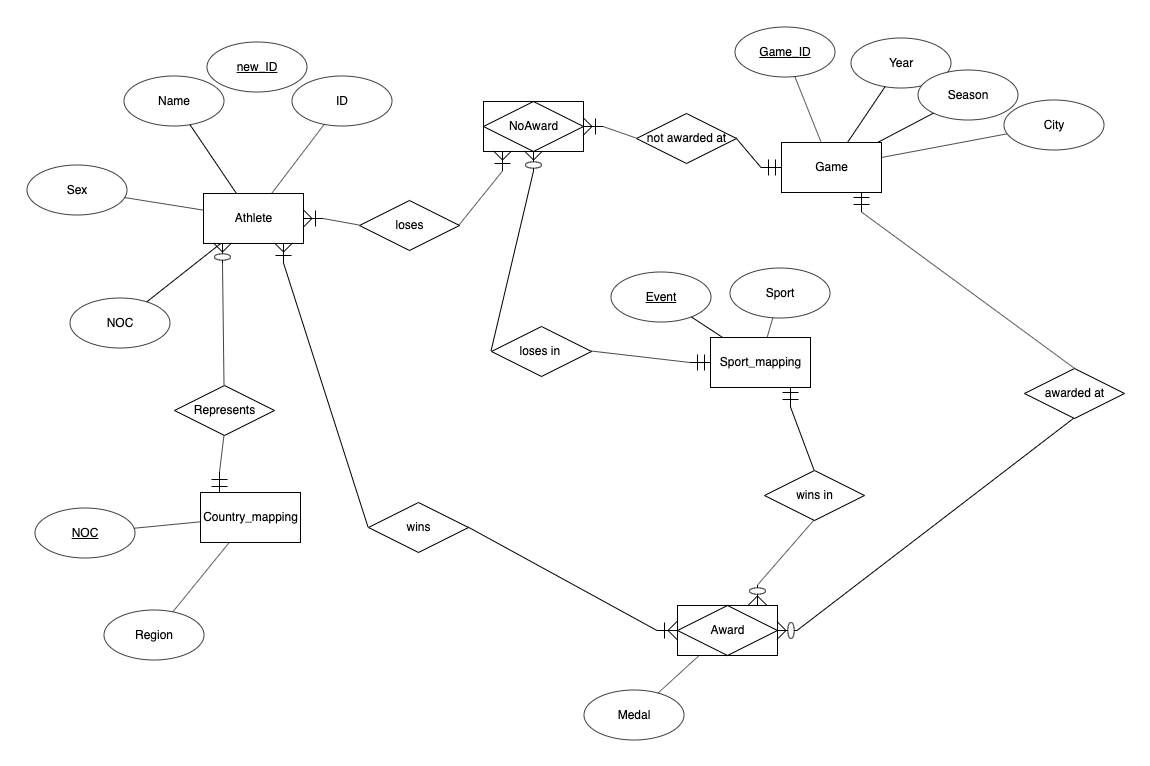 new_ID
Name
ID
Sex
Athlete
NOC
loses
NoAward
not awarded at
Game_ID
Year
Season
City
Game
loses in
Event
Sport
Sport_mapping
Represents
awarded at
Country_mapping
NOC
Region
wins
wins in
Award
Medal